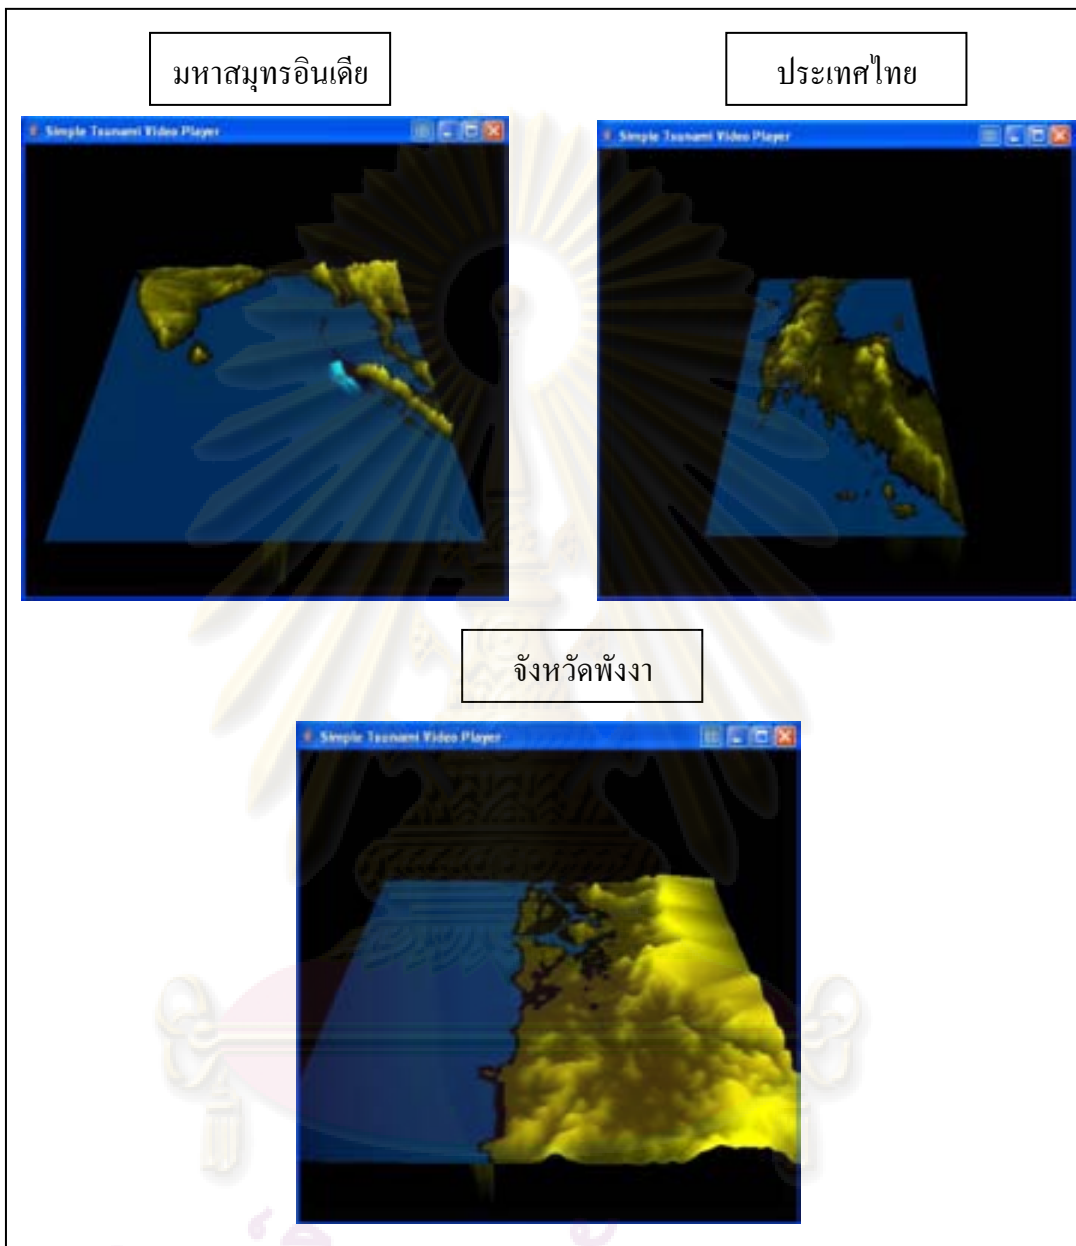 มหาสมุทรอินเดีย
ประเทศไทย
Simple Tsunami Video Player
Simple Tsunami Video Player
จังหวัดพังงา
Simple Tsunami Video Player